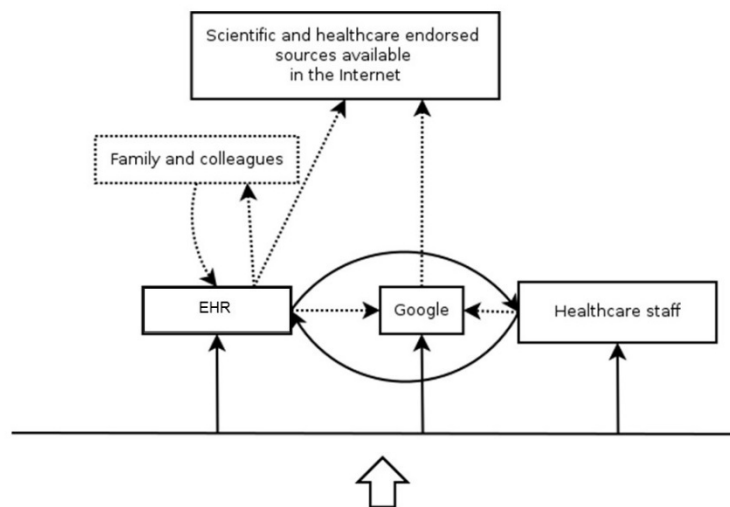 Scientific and healthcare endorsed
sources available
in the Internet
Family and colleagues
EHR
Google
Healthcare staff